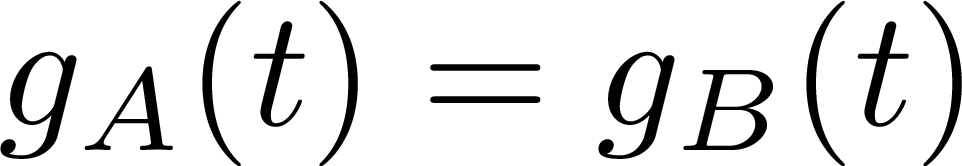 g_A(t) = g_B(t)